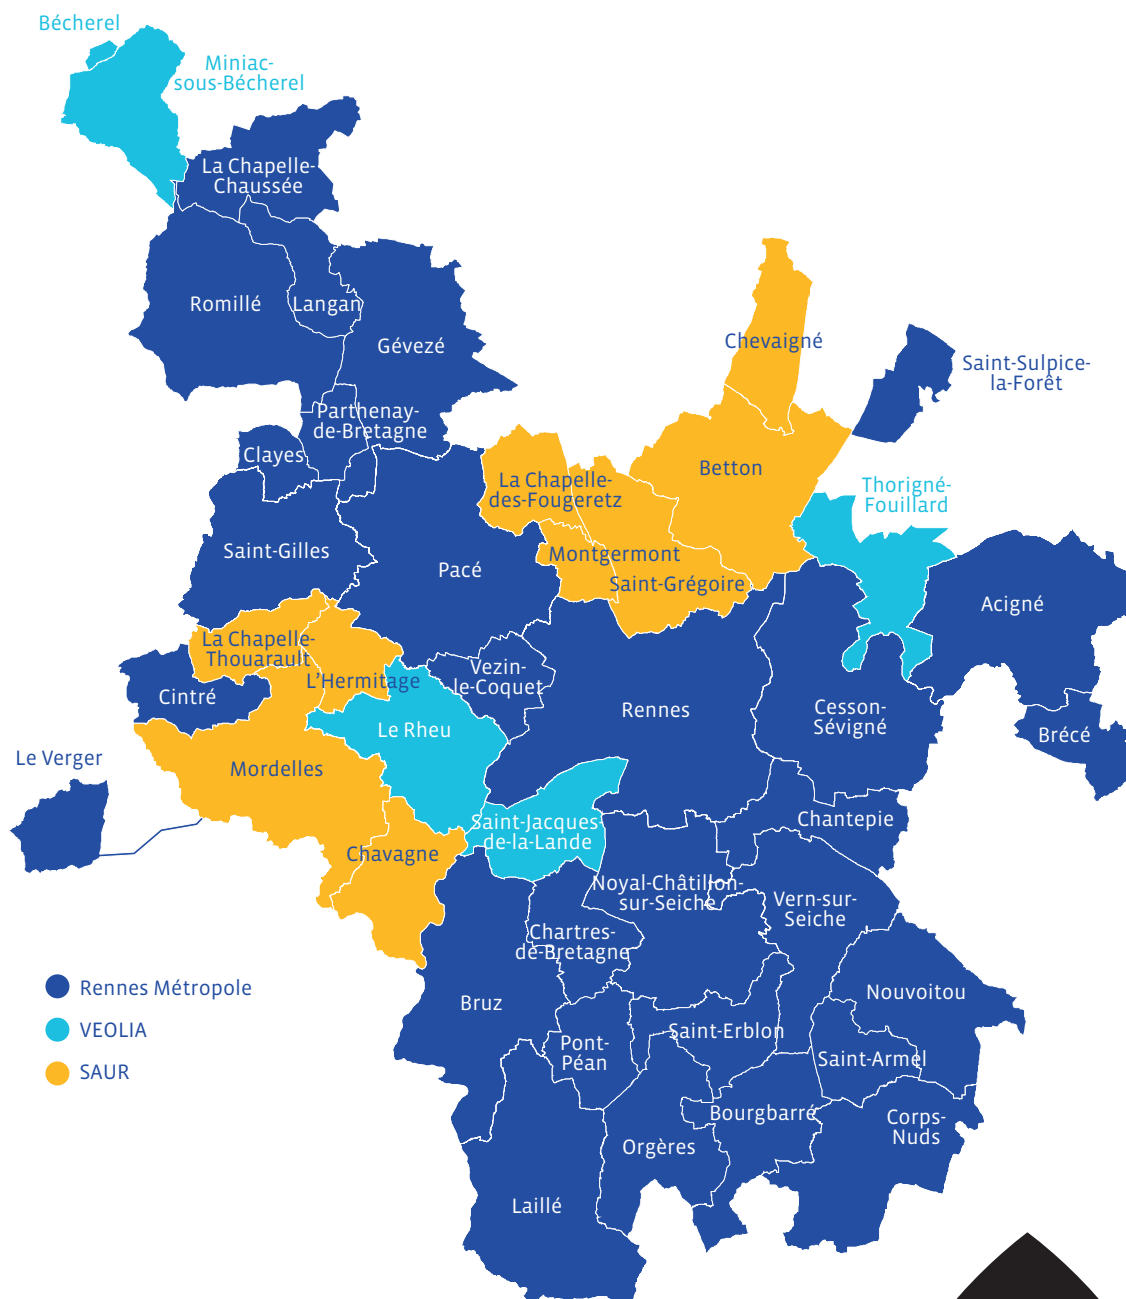 Bécherel
Miniac-
sous-Bécherel
La Chapelle-
Chaussée
Romillé
Langan
Gévezé
Chevaigné
Saint-Sulpice-
la-Forêt
Parthenay-
de-Bretagne
Clayes
La Chapelle-
des-Fougeretz
Betton
Thorigné-
Fouillard
Saint-Gilles
Pacé
Montgermont
Saint-Grégoire
Acigné
La Chapelle-
Thouarault
L'Hermitage
Vezin-
le-Coquet
Cintré
Rennes
Cesson-
Sévigné
Brécé
Le Rheu
Le Verger
Mordelles
Saint-Jacques-
de-la-Lande
Chantepie
Chavagne
Noyal-Châtillon-
sur-Seiche
Vern-sur-
Seiche
Chartres-
de-Bretagne
Bruz
Nouvoitou
Saint-Erblon
Pont-
Péan
Saint-Armel
Bourgbarré
Corps-
Nuds
Orgères
Laillé
Rennes Métropole
VEOLIA
SAUR